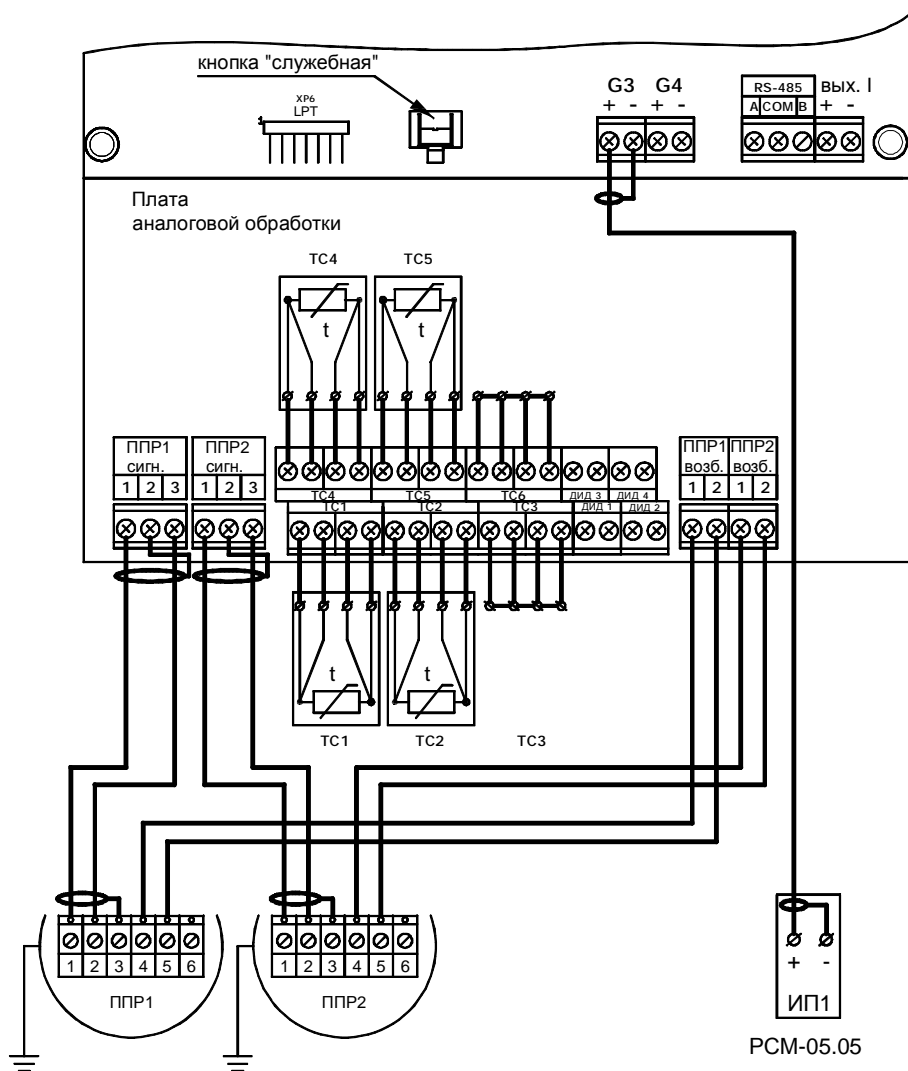 кнопка "служебная"
XP6
LPT
1
G3 G4
+ - + -
RS-485 вых. I
A COM B + -
Плата
аналоговой обработки
ТС4 ТС5
t t
ППР1 ППР2
сигн. сигн.
1 2 3 1 2 3
ППР1 ППР2
возб. возб.
1 2 1 2
ТС4 ТС5 ТС6 ДИД 3 ДИД 4
ТС1 ТС2 ТС3 ДИД 1 ДИД 2
t t
ТС1 ТС2 ТС3
1 2 3 4 5 6
ППР1
1 2 3 4 5 6
ППР2
+ -
ИП1
РСМ-05.05